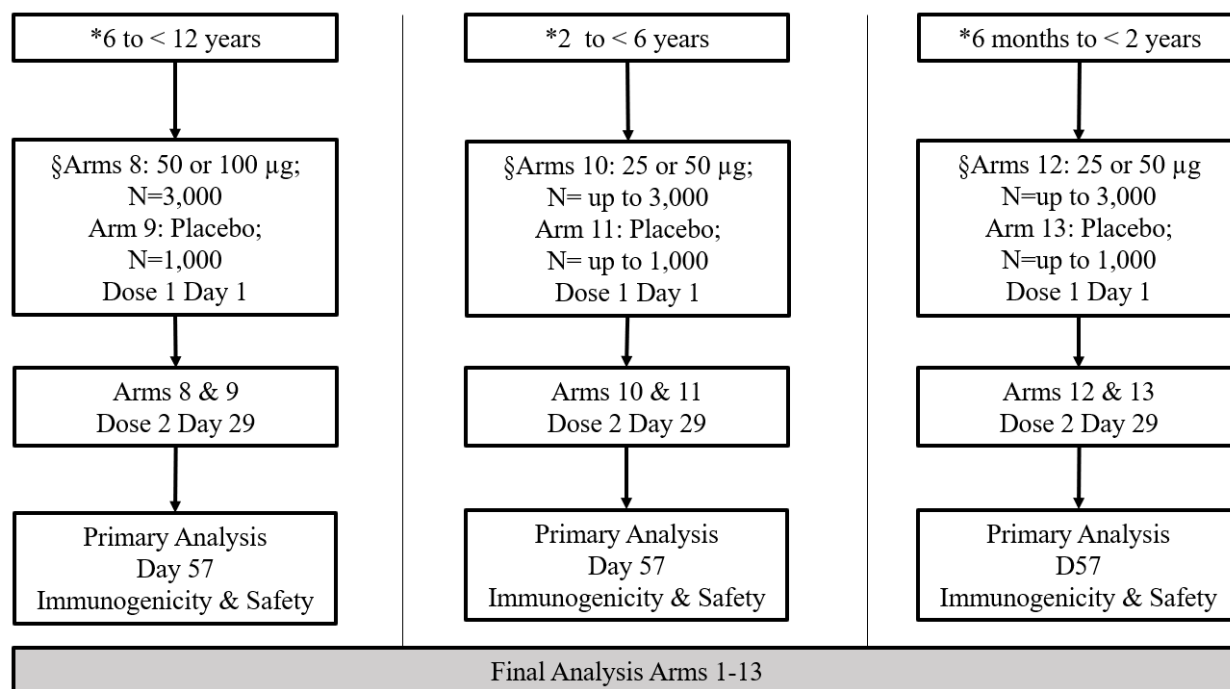 *6 to < 12 years
§Arms 8: 50 or 100 µg;
N=3,000
Arm 9: Placebo;
N=1,000
Dose 1 Day 1
Arms 8 & 9
Dose 2 Day 29
Primary Analysis
Day 57
Immunogenicity & Safety
*2  to < 6 years
§Arms 10: 25 or 50 µg;
N= up to 3,000
Arm 11: Placebo;
N= up to 1,000
Dose 1 Day 1
Arms 10 & 11
Dose 2 Day 29
Primary Analysis
Day 57
Immunogenicity & Safety
*6 months to < 2 years
§Arms 12: 25 or 50 µg
N=up to 3,000
Arm 13: Placebo;
N=up to 1,000
Dose 1 Day 1
Arms 12 & 13
Dose 2 Day 29
Primary Analysis
D57
Immunogenicity & Safety
Final Analysis Arms 1-13